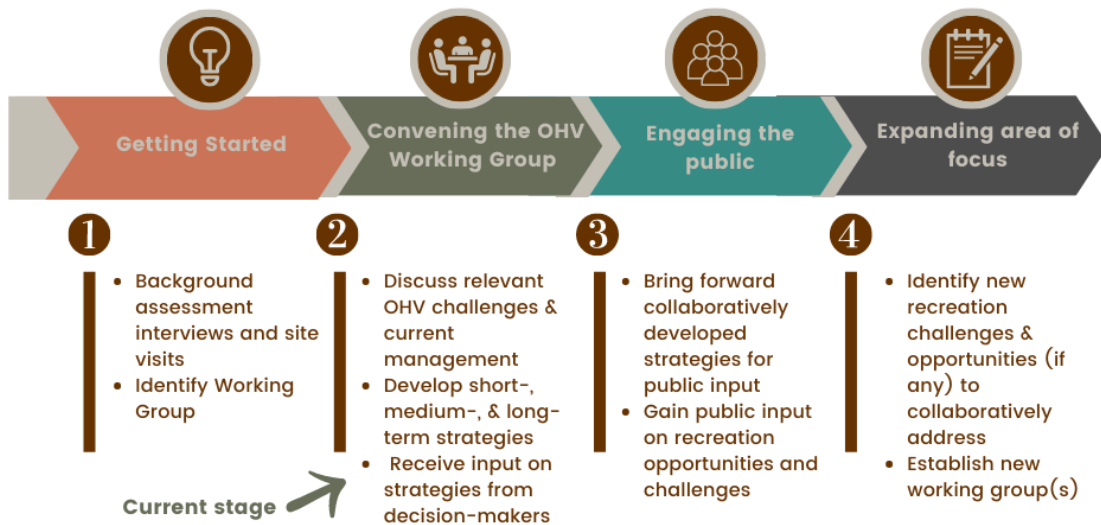 Getting Started
Convening the OHV
Working Group
Engaging the
public
Expanding area of
focus
1
• Background
assessment
interviews and site
visits
• Identify Working
Group
2
• Discuss relevant
OHV challenges &
current
management
• Develop short-,
medium-, & long-
term strategies
• Receive input on
strategies from
decision-makers
Current stage
3
• Bring forward
collaboratively
developed
strategies for
public input
• Gain public input
on recreation
opportunities and
challenges
4
• Identify new
recreation
challenges &
opportunities (if
any) to
collaboratively
address
• Establish new
working group(s)